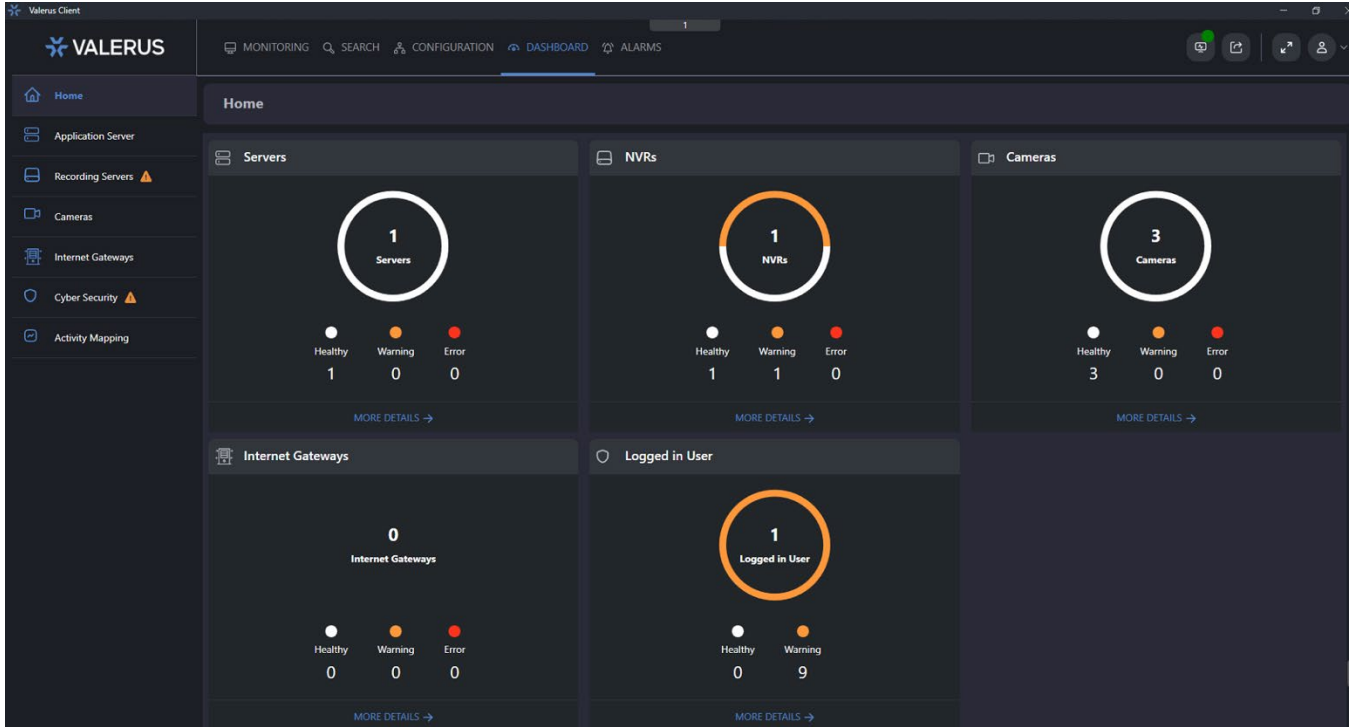 Valerus Client
1
VALERUS
MONITORING SEARCH CONFIGURATION DASHBOARD ALARMS
Home
Application Server
Recording Servers
Cameras
Internet Gateways
Cyber Security
Activity Mapping
Home
Servers
1
Servers
Healthy Warning Error
1 0 0
MORE DETAILS →
NVRs
1
NVRs
Healthy Warning Error
1 1 0
MORE DETAILS →
Cameras
3
Cameras
Healthy Warning Error
3 0 0
MORE DETAILS →
Internet Gateways
0
Internet Gateways
Healthy Warning Error
0 0 0
MORE DETAILS →
Logged in User
1
Logged in User
Healthy Warning
0 9
MORE DETAILS →